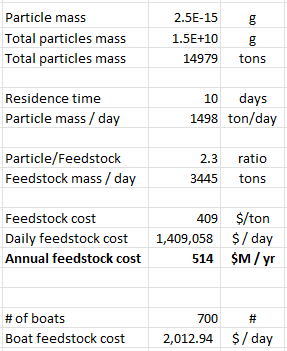 Particle mass 2.5E-15 g
Total particles mass 1.5E+10 g
Total particles mass 14979 tons
Residence time 10 days
Particle mass / day 1498 ton/day
Particle/Feedstock 2.3 ratio
Feedstock mass / day 3445 tons
Feedstock cost 409 $/ton
Daily feedstock cost 1,409,058 $ / day
Annual feedstock cost 514 $M / yr
# of boats 700 #
Boat feedstock cost 2,012.94 $ / day